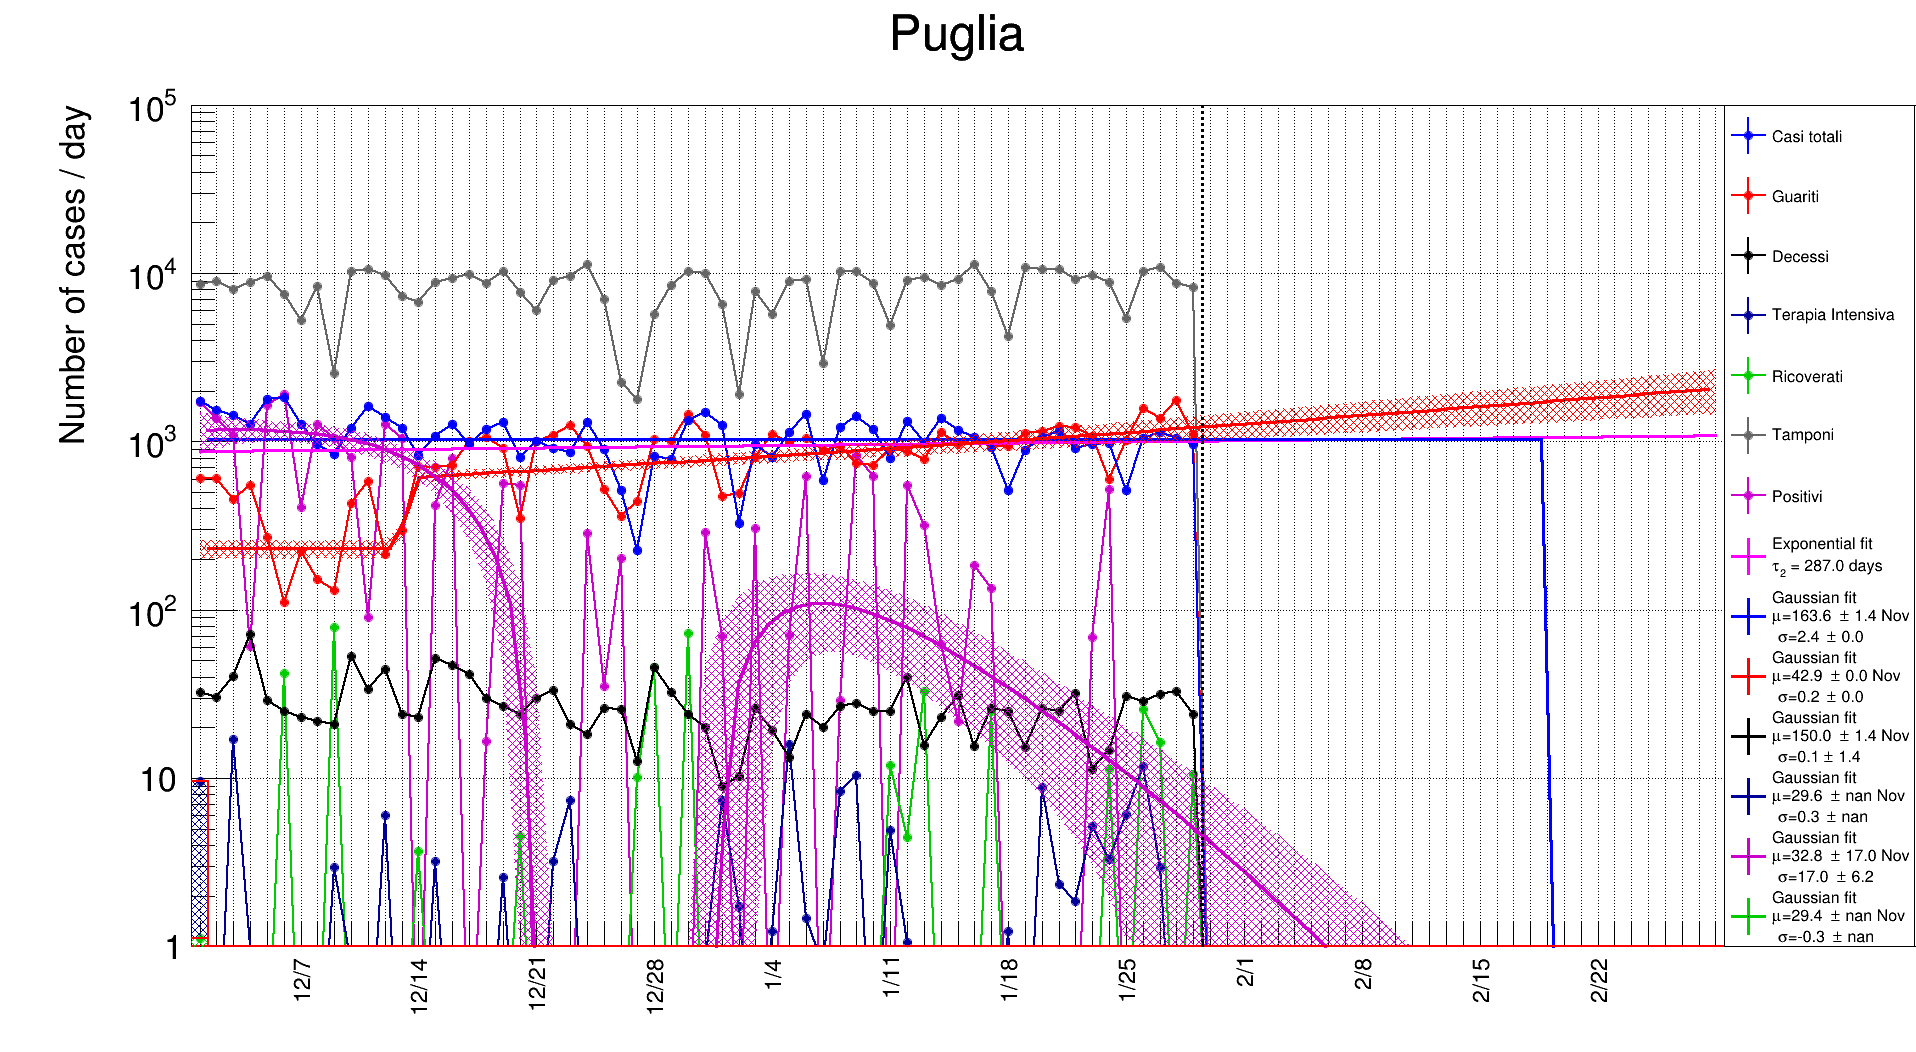 Puglia
Number of cases / day
10^5
10^4
10^3
10^2
10
1
12/7
12/14
12/21
12/28
1/4
1/11
1/18
1/25
2/1
2/8
2/15
2/22
Casi totali
Guariti
Decessi
Terapia Intensiva
Ricoverati
Tamponi
Positivi
Exponential fit
τ₂ = 287.0 days
Gaussian fit
μ=163.6 ± 1.4 Nov
σ=2.4 ± 0.0
Gaussian fit
μ=42.9 ± 0.0 Nov
σ=0.2 ± 0.0
Gaussian fit
μ=150.0 ± 1.4 Nov
σ=0.1 ± 1.4
Gaussian fit
μ=29.6 ± nan Nov
σ=0.3 ± nan
Gaussian fit
μ=32.8 ± 17.0 Nov
σ=17.0 ± 6.2
Gaussian fit
μ=29.4 ± nan Nov
σ=-0.3 ± nan